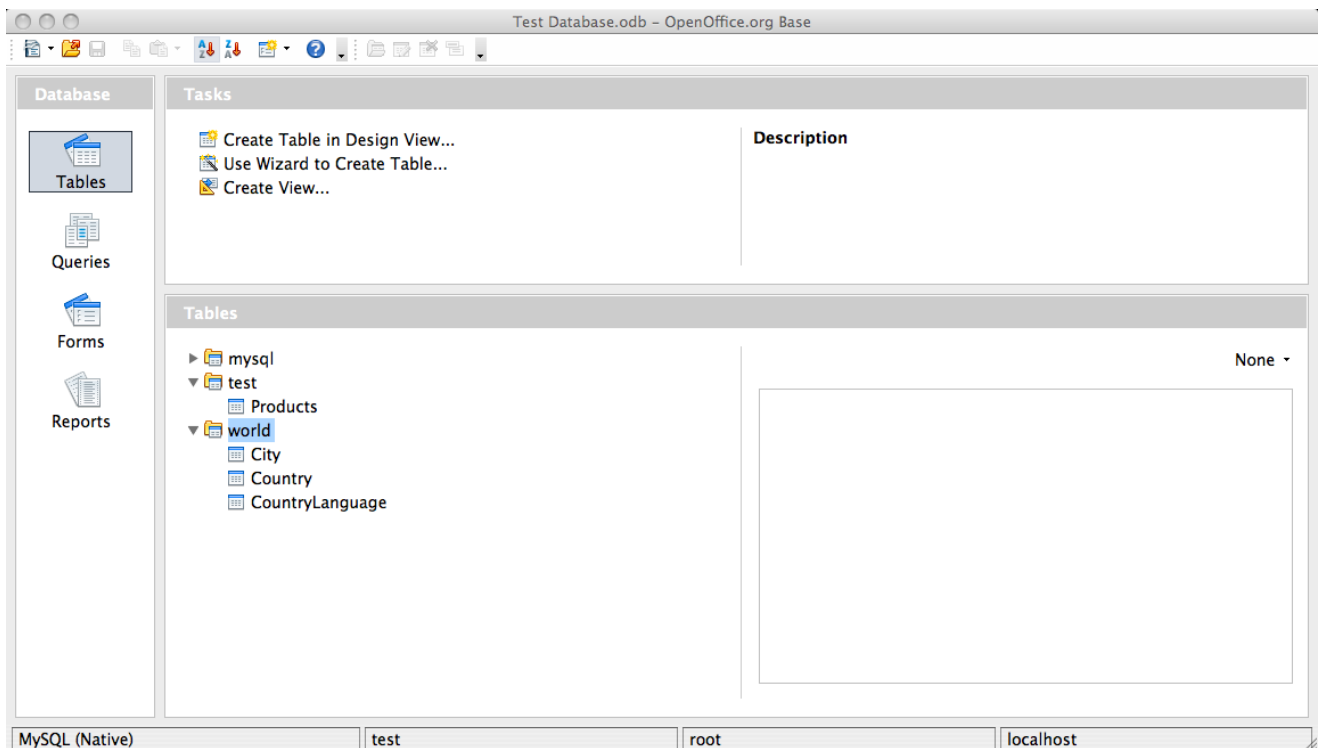 Test Database.odb – OpenOffice.org Base
Database
Tables
Queries
Forms
Reports
Tasks
Create Table in Design View...
Use Wizard to Create Table...
Create View...
Description
Tables
mysql
test
Products
world
City
Country
CountryLanguage
None
MySQL (Native) test root localhost